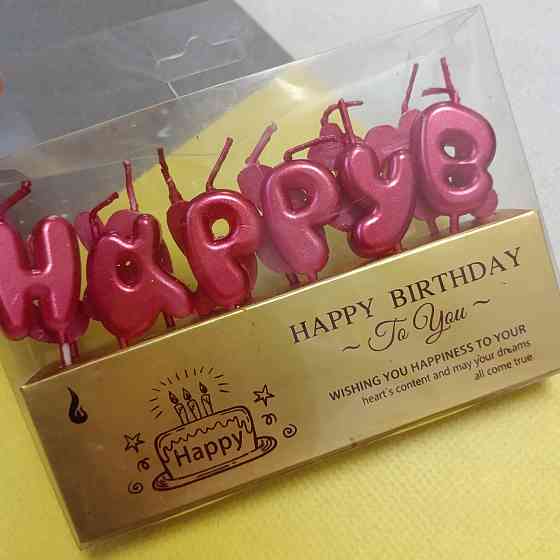 HAPPYB
HAPPY BIRTHDAY
~ To You ~
WISHING YOU HAPPINESS TO YOUR
heart's content and may your dreams
all come true
Happy